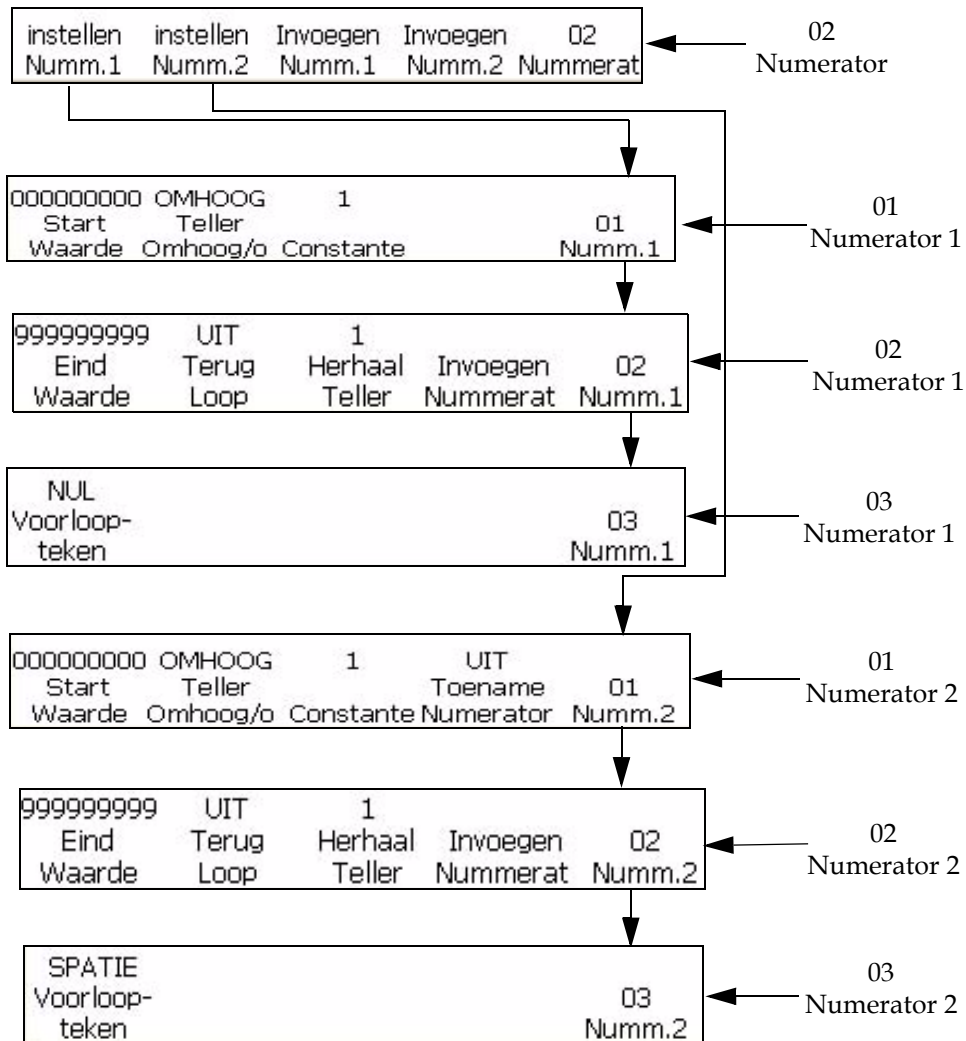 instellen instellen Invoegen Invoegen 02
Numm.1 Numm.2 Numm.1 Numm.2 Nummerat
02
Numerator
000000000 OMHOOG 1
Start Teller 01
Waarde Omhoog/o Constante Numm.1
01
Numerator 1
999999999 UIT 1
Eind Terug Herhaal Invoegen 02
Waarde Loop Teller Nummerat Numm.1
02
Numerator 1
NUL
Voorloop- 03
teken Numm.1
03
Numerator 1
000000000 OMHOOG 1 UIT
Start Teller Toename 01
Waarde Omhoog/o Constante Numerator Numm.2
01
Numerator 2
999999999 UIT 1
Eind Terug Herhaal Invoegen 02
Waarde Loop Teller Nummerat Numm.2
02
Numerator 2
SPATIE
Voorloop- 03
teken Numm.2
03
Numerator 2